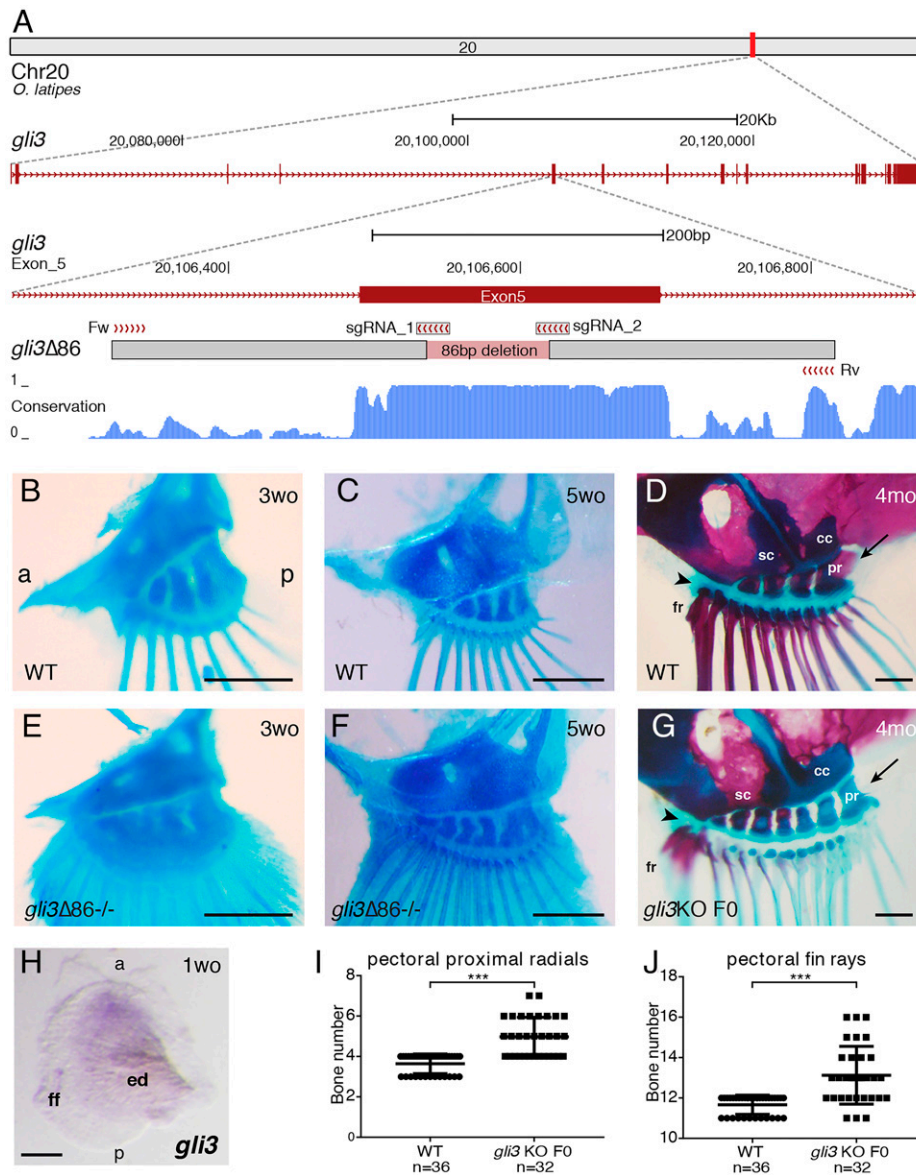 A
20
Chr20
O. latipes
20Kb
gli3 20,080,000 20,100,000 20,120,000
200bp
gli3
Exon_5
20,106,400 20,106,600 20,106,800
Exon5
Fw sgRNA_1 sgRNA_2
gli3Δ86 86bp deletion
Rv
1
Conservation
0
B 3wo
a p
WT
C 5wo
WT
D 4mo
sc cc pr
fr
WT
E 3wo
gli3Δ86-/-
F 5wo
gli3Δ86-/-
G 4mo
sc cc pr
fr
gli3KO F0
H a 1wo
ed
ff
p gli3
I pectoral proximal radials
***
Bone number
8
6
4
2
0
WT gli3 KO F0
n=36 n=32
J pectoral fin rays
***
Bone number
18
16
14
12
10
WT gli3 KO F0
n=36 n=32